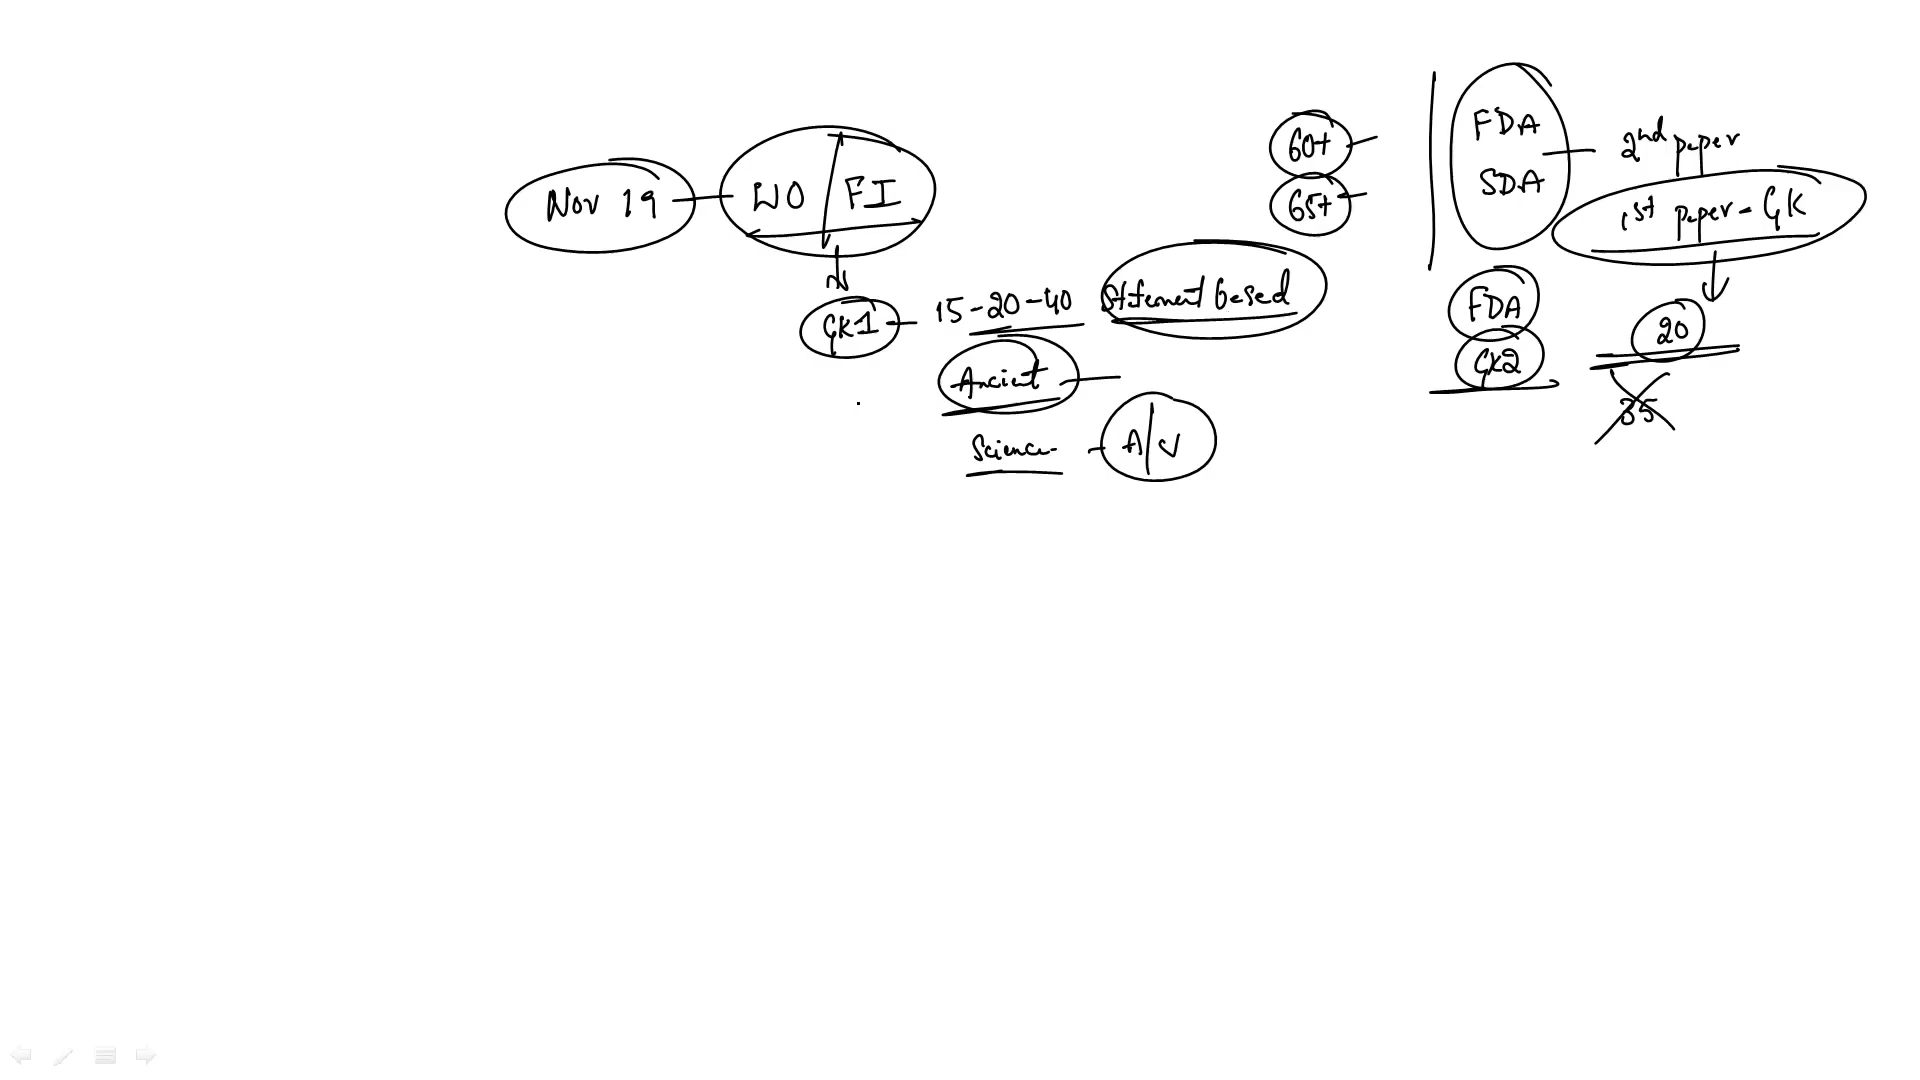 Nov 19 - WO / FI
GK1 - 15-20-40 Statement based
Ancient -
Science - A/V
60+ -
65+ -
FDA
SDA
- 2nd paper
1st paper - GK
FDA
GK2
20
35